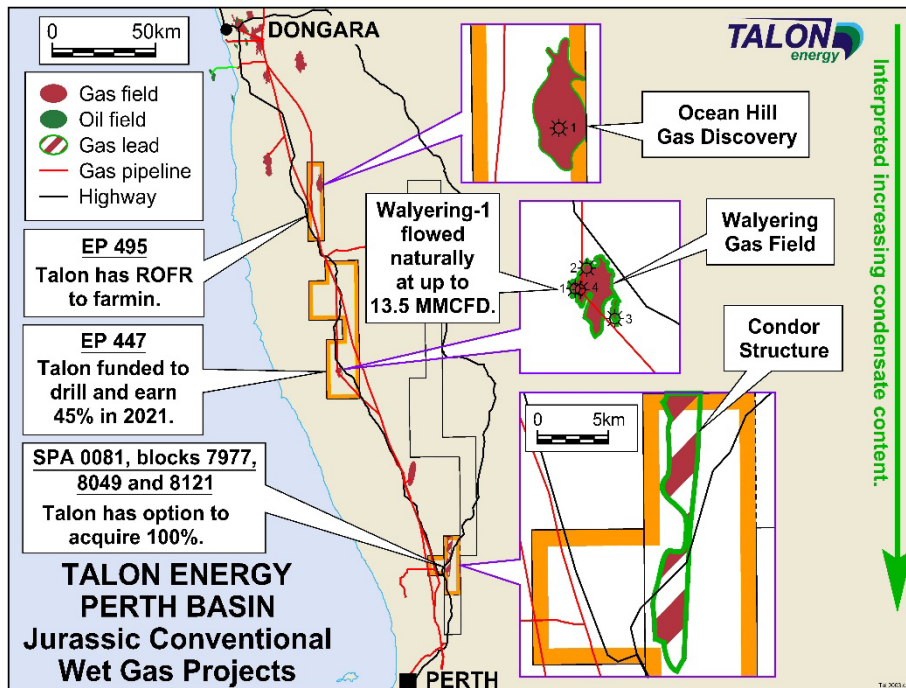 0 50km
DONGARA
TALON
energy
Gas field
Oil field
Gas lead
Gas pipeline
Highway
EP 495
Talon has ROFR
to farmin.
EP 447
Talon funded to
drill and earn
45% in 2021.
SPA 0081, blocks 7977,
8049 and 8121
Talon has option to
acquire 100%.
TALON ENERGY
PERTH BASIN
Jurassic Conventional
Wet Gas Projects
PERTH
1
Ocean Hill
Gas Discovery
Walyering-1
flowed
naturally
at up to
13.5 MMCFD.
2
1
4
3
Walyering
Gas Field
Condor
Structure
0 5km
Interpreted increasing condensate content.